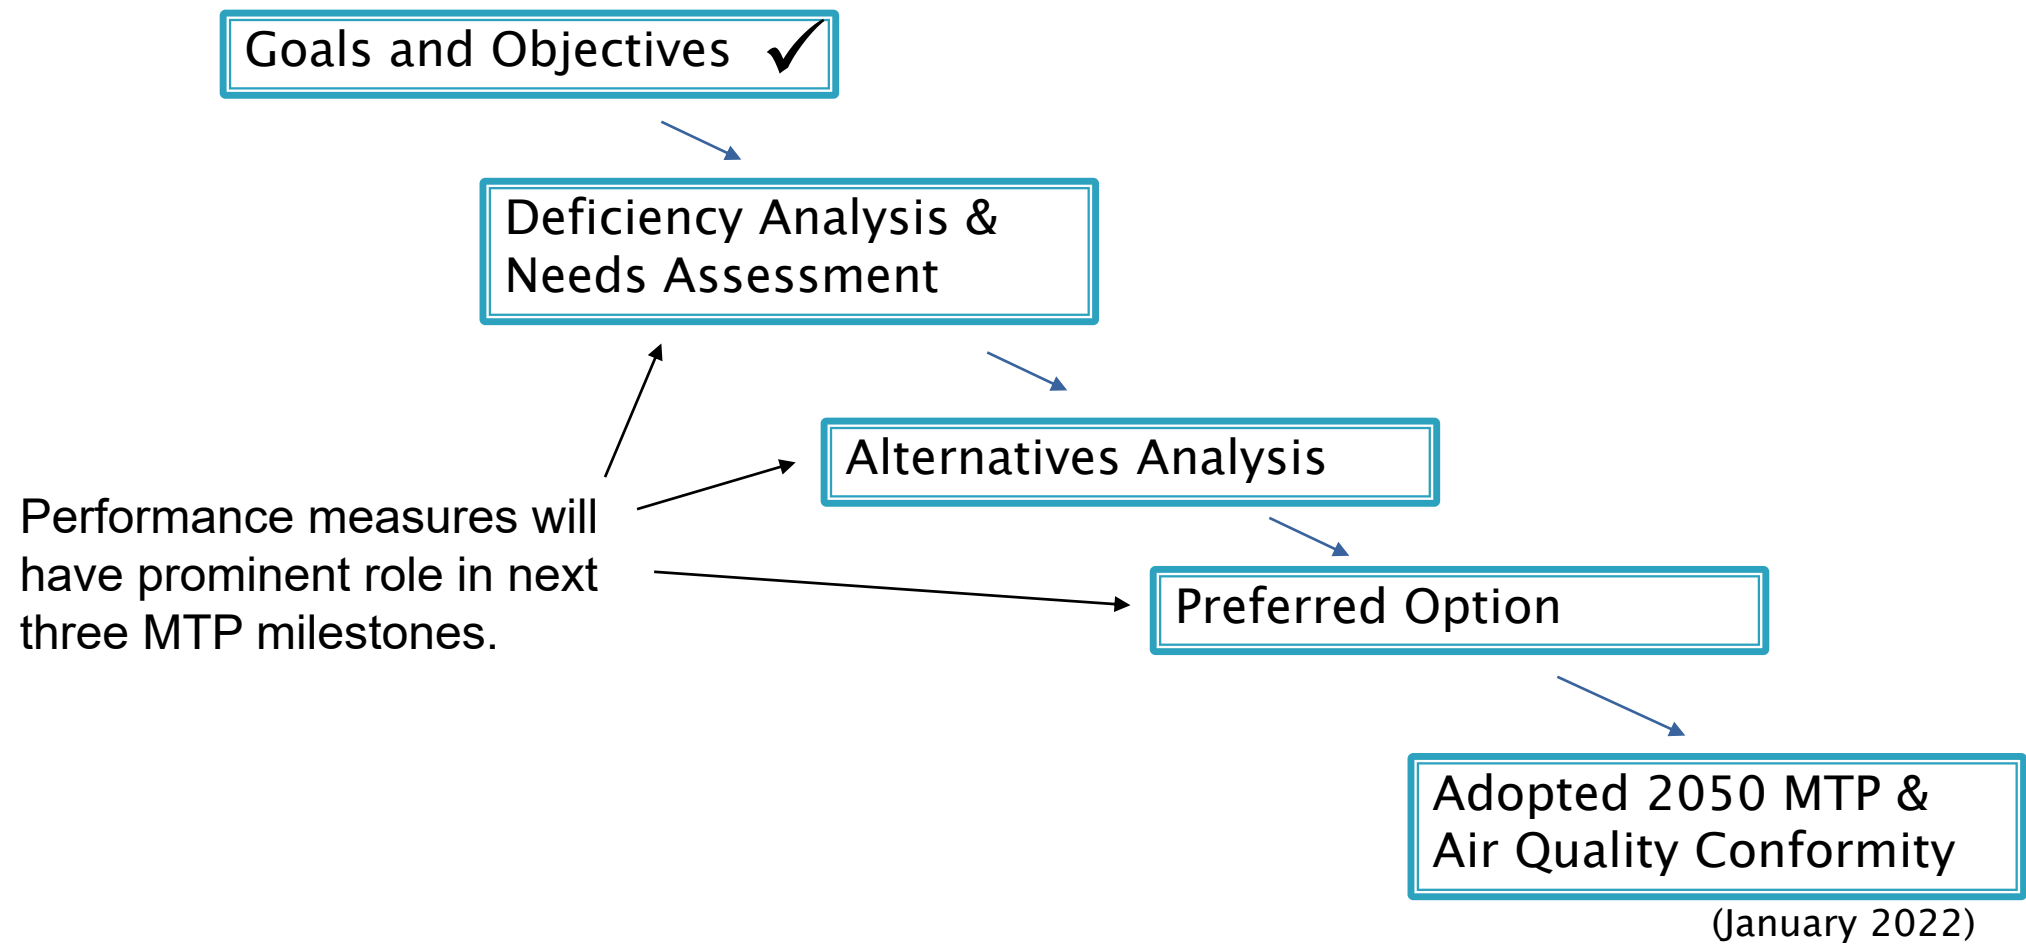 Goals and Objectives ✓
Deficiency Analysis &
Needs Assessment
Alternatives Analysis
Performance measures will
have prominent role in next
three MTP milestones.
Preferred Option
Adopted 2050 MTP &
Air Quality Conformity
(January 2022)